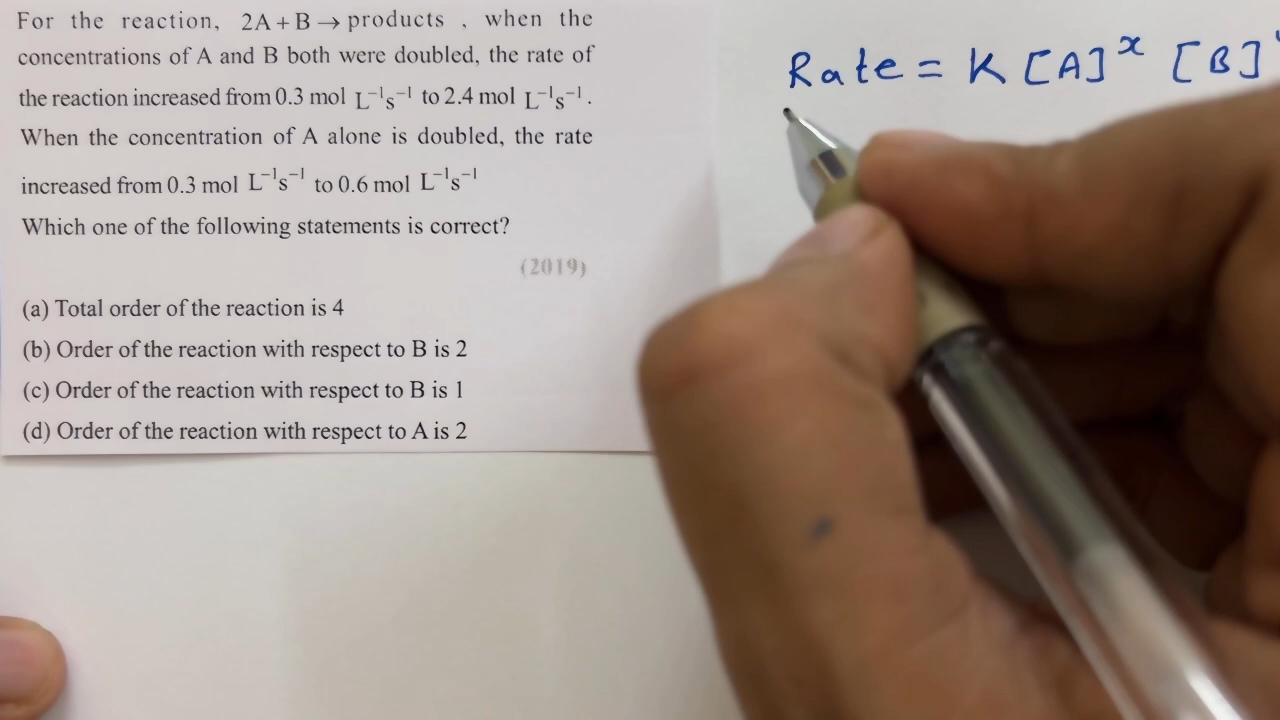 For the reaction, 2A + B → products , when the
concentrations of A and B both were doubled, the rate of
the reaction increased from 0.3 mol L⁻¹s⁻¹ to 2.4 mol L⁻¹s⁻¹.
When the concentration of A alone is doubled, the rate
increased from 0.3 mol L⁻¹s⁻¹ to 0.6 mol L⁻¹s⁻¹
Which one of the following statements is correct?
(2019)
(a) Total order of the reaction is 4
(b) Order of the reaction with respect to B is 2
(c) Order of the reaction with respect to B is 1
(d) Order of the reaction with respect to A is 2
Rate = K [A]ˣ [B]